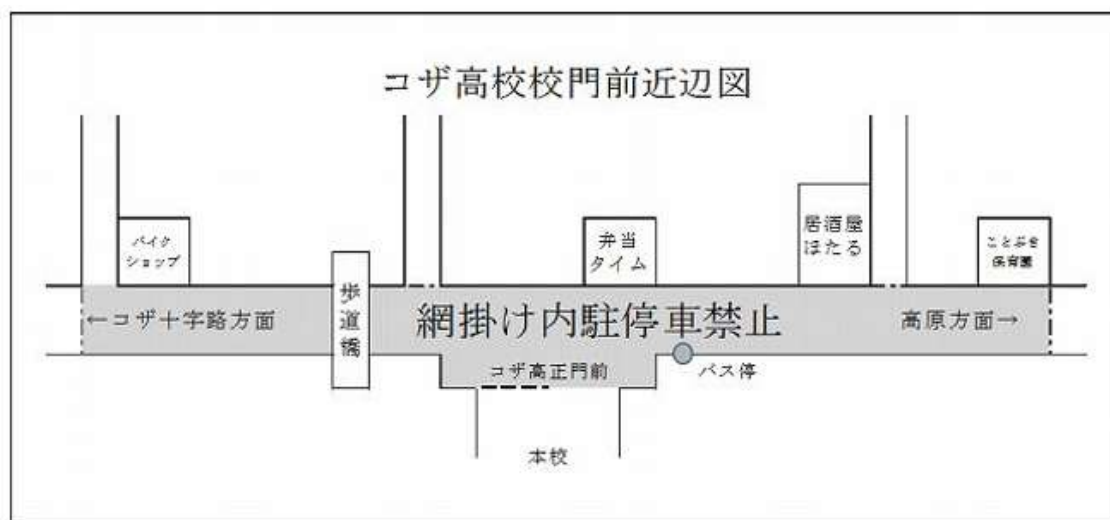 コザ高校校門前近辺図
バイク
ショップ
弁当
タイム
居酒屋
ほたる
ことぶき
保育園
←コザ十字路方面
歩道橋
網掛け内駐停車禁止
高原方面→
コザ高正門前
バス停
本校